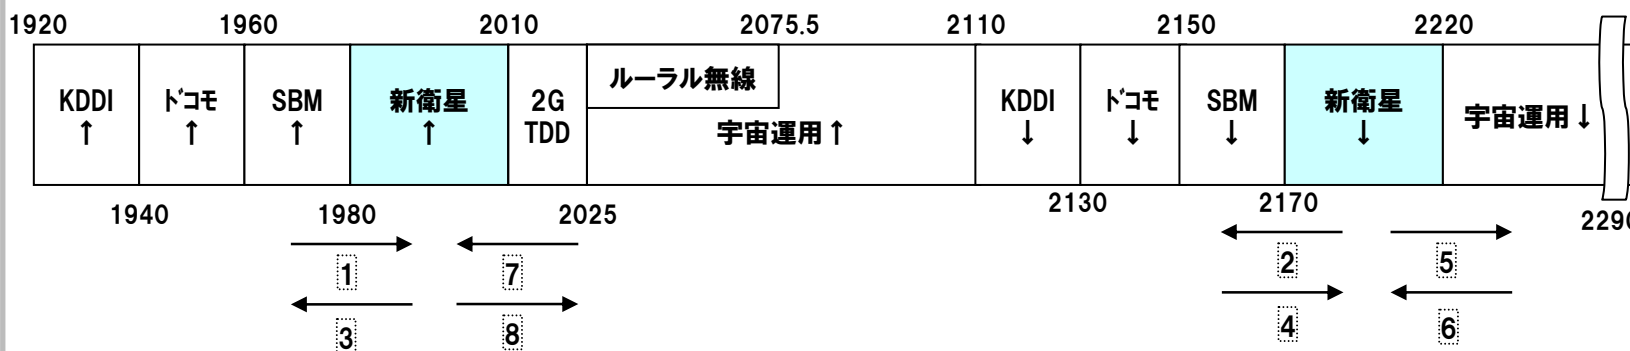 1920 1960 2010 2075.5 2110 2150 2220
KDDI ↑
ドコモ ↑
SBM ↑
新衛星 ↑
2G TDD
ルーラル無線
宇宙運用↑
KDDI ↓
ドコモ ↓
SBM ↓
新衛星 ↓
宇宙運用↓
1940 1980 2025 2130 2170 2290
1 7 2 5
3 8 4 6